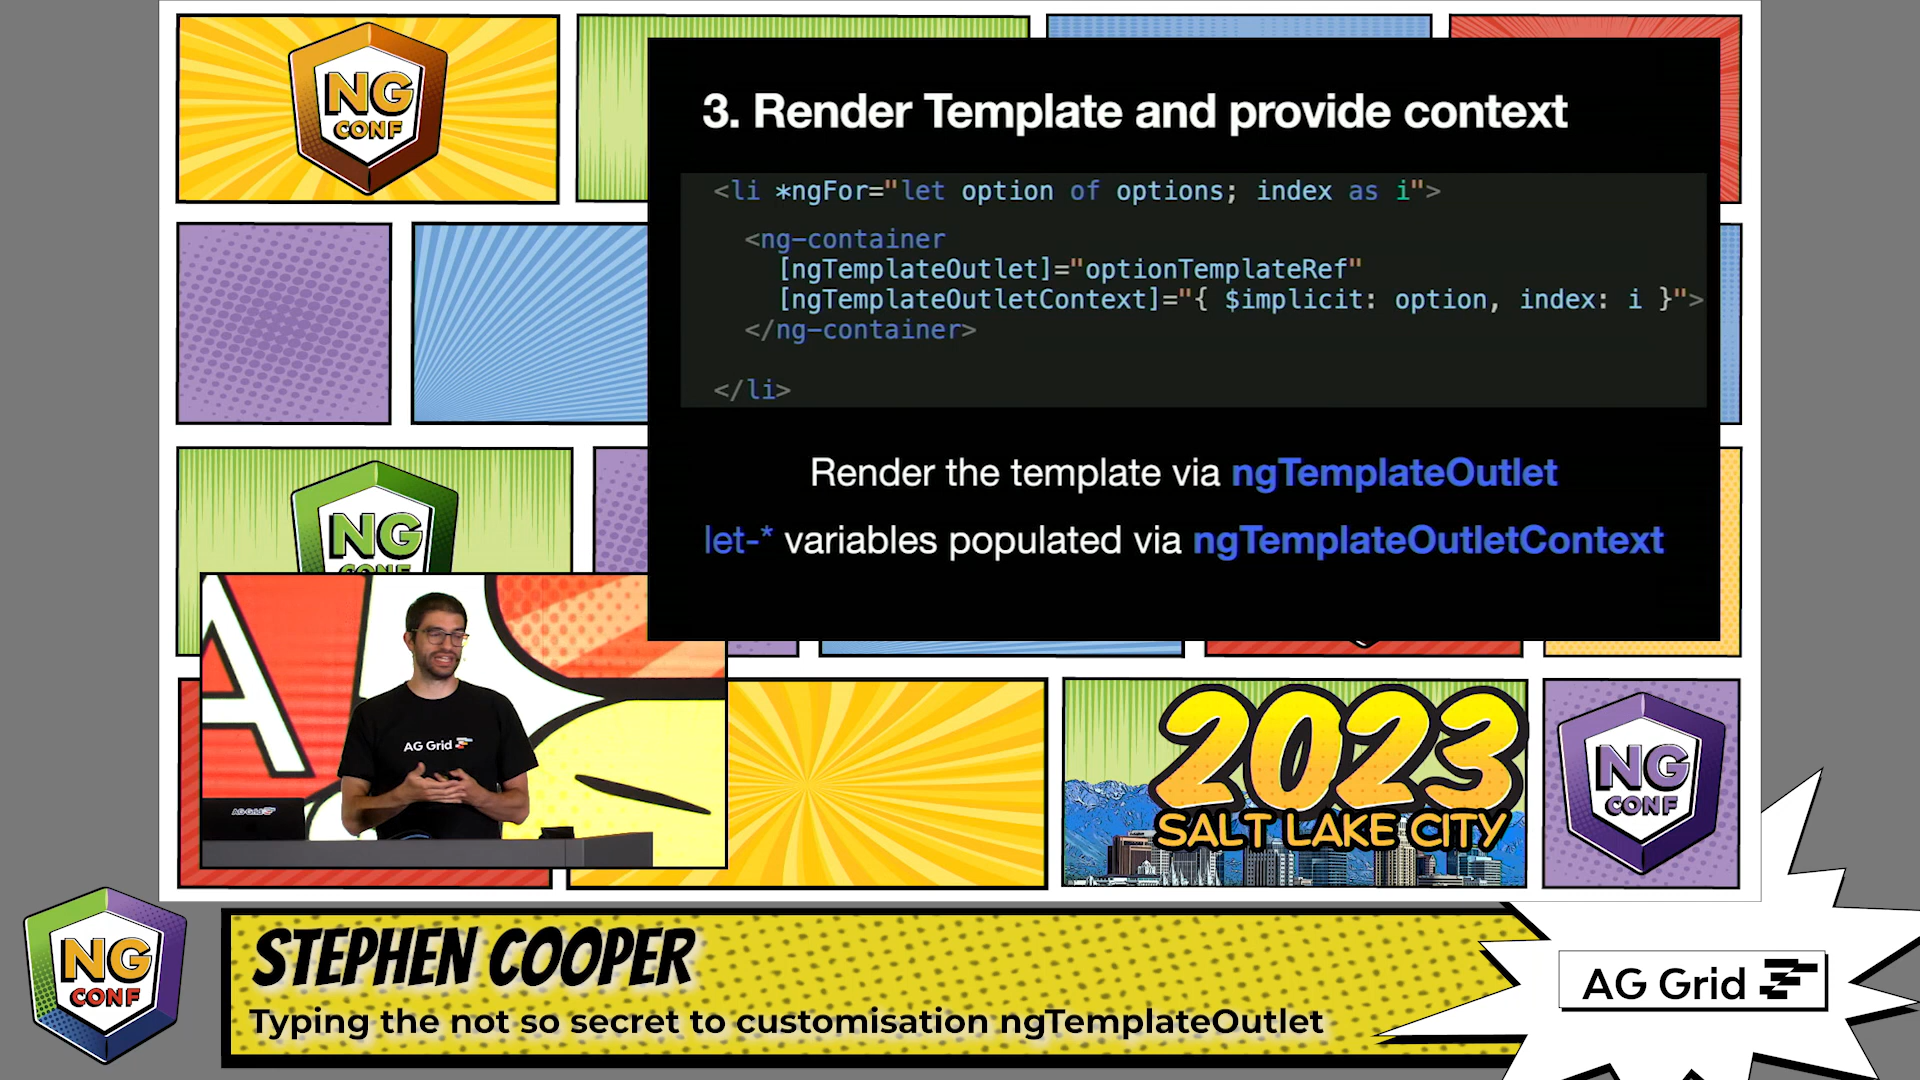 NG
CONF
3. Render Template and provide context
<li *ngFor="let option of options; index as i">
<ng-container
[ngTemplateOutlet]="optionTemplateRef"
[ngTemplateOutletContext]="{ $implicit: option, index: i }">
</ng-container>
</li>
Render the template via ngTemplateOutlet
let-* variables populated via ngTemplateOutletContext
NG
CONF
A
AG Grid
AG Grid
2023
SALT LAKE CITY
NG
CONF
NG
CONF
STEPHEN COOPER
Typing the not so secret to customisation ngTemplateOutlet
AG Grid